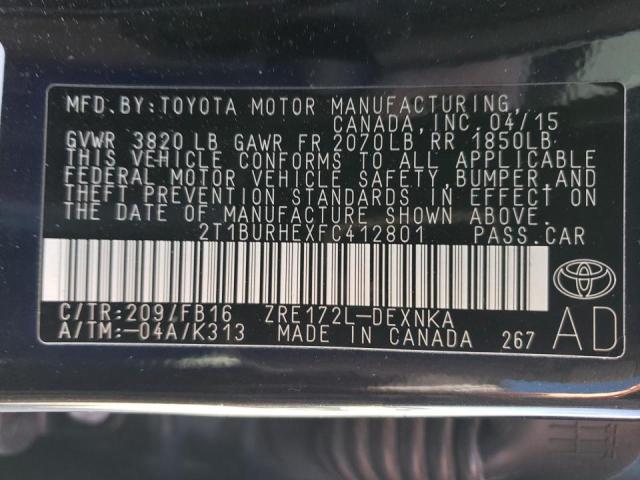 MFD.BY:TOYOTA MOTOR MANUFACTURING,
CANADA,INC. 04/15
GVWR 3820 LB GAWR FR 2070LB RR 1850LB
THIS VEHICLE CONFORMS TO ALL APPLICABLE
FEDERAL MOTOR VEHICLE SAFETY,BUMPER AND
THEFT PREVENTION STANDARDS IN EFFECT ON
THE DATE OF MANUFACTURE SHOWN ABOVE.
2T1BURHEXFC412801 PASS.CAR
C/TR:209/FB16 ZRE172L-DEXNKA
A/TM:-04A/K313 MADE IN CANADA 267 AD